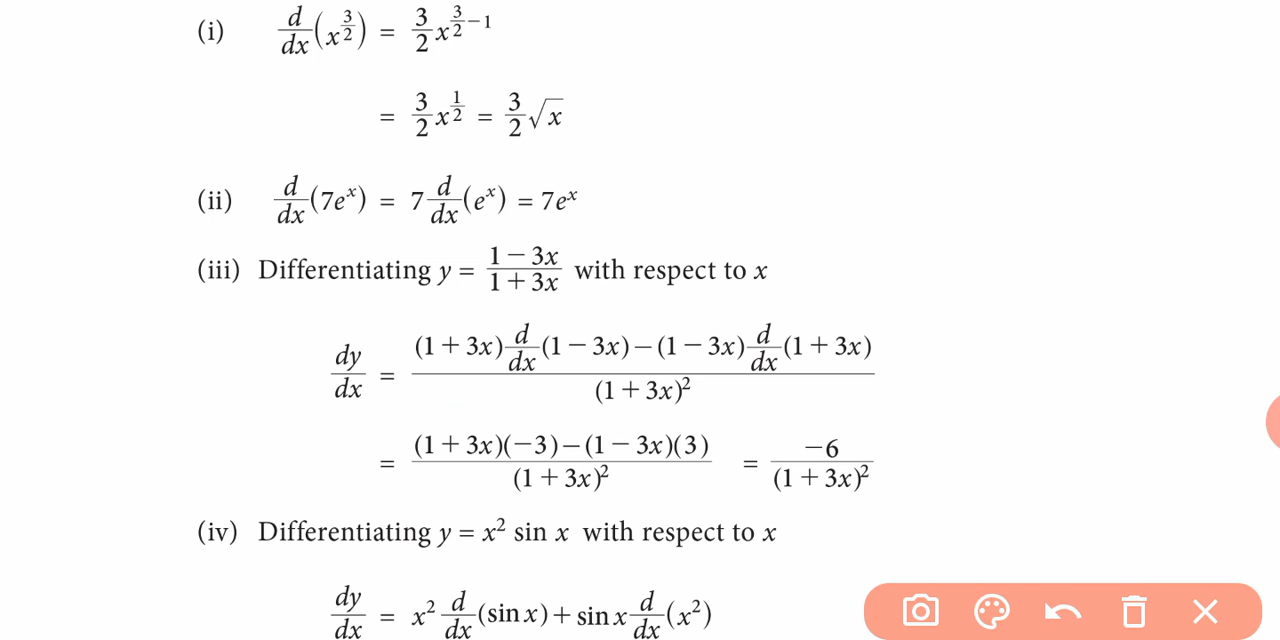 (i) d/dx (x^(3/2)) = 3/2 x^(3/2 − 1)
= 3/2 x^(1/2) = 3/2 √x
(ii) d/dx (7eˣ) = 7 d/dx (eˣ) = 7eˣ
(iii) Differentiating y = (1 − 3x)/(1 + 3x) with respect to x
dy/dx = ((1 + 3x) d/dx (1 − 3x) − (1 − 3x) d/dx (1 + 3x))/(1 + 3x)²
= ((1 + 3x)(−3) − (1 − 3x)(3))/(1 + 3x)² = −6/(1 + 3x)²
(iv) Differentiating y = x² sin x with respect to x
dy/dx = x² d/dx (sin x) + sin x d/dx (x²)